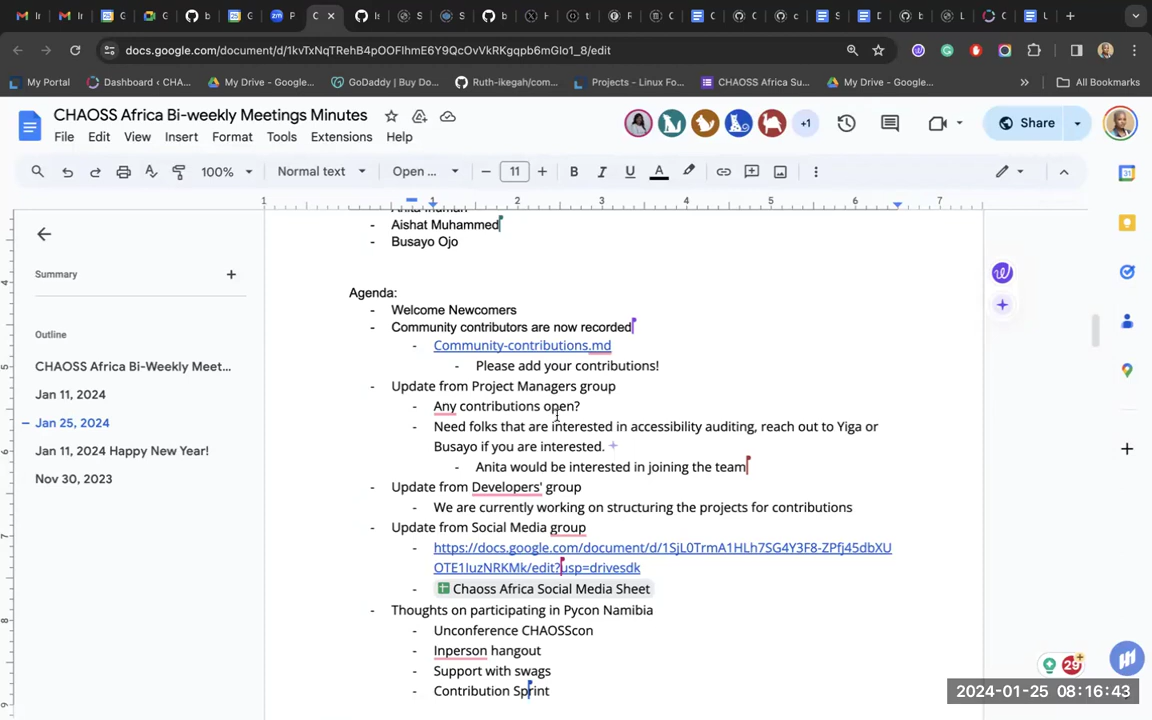 docs.google.com/document/d/1kvTxNqTRehB4pOOFIhmE6Y9QcOvVkRKgqpb6mGlo1_8/edit
My Portal
Dashboard ‹ CHA...
My Drive - Google...
GoDaddy | Buy Do...
Ruth-ikegah/com...
Projects - Linux Fo...
CHAOSS Africa Su...
My Drive - Google...
All Bookmarks
CHAOSS Africa Bi-weekly Meetings Minutes
File Edit View Insert Format Tools Extensions Help
+1
Share
100%
Normal text
Open ...
11
Summary
Outline
CHAOSS Africa Bi-Weekly Meet...
Jan 11, 2024
Jan 25, 2024
Jan 11, 2024 Happy New Year!
Nov 30, 2023
- Aishat Muhammed
- Busayo Ojo
Agenda:
- Welcome Newcomers
- Community contributors are now recorded
- Community-contributions.md
- Please add your contributions!
- Update from Project Managers group
- Any contributions open?
- Need folks that are interested in accessibility auditing, reach out to Yiga or
Busayo if you are interested.
- Anita would be interested in joining the team
- Update from Developers' group
- We are currently working on structuring the projects for contributions
- Update from Social Media group
- https://docs.google.com/document/d/1SjL0TrmA1HLh7SG4Y3F8-ZPfj45dbXU
OTE1IuzNRKMk/edit?usp=drivesdk
- Chaoss Africa Social Media Sheet
- Thoughts on participating in Pycon Namibia
- Unconference CHAOSScon
- Inperson hangout
- Support with swags
- Contribution Sprint
29
2024-01-25 08:16:43